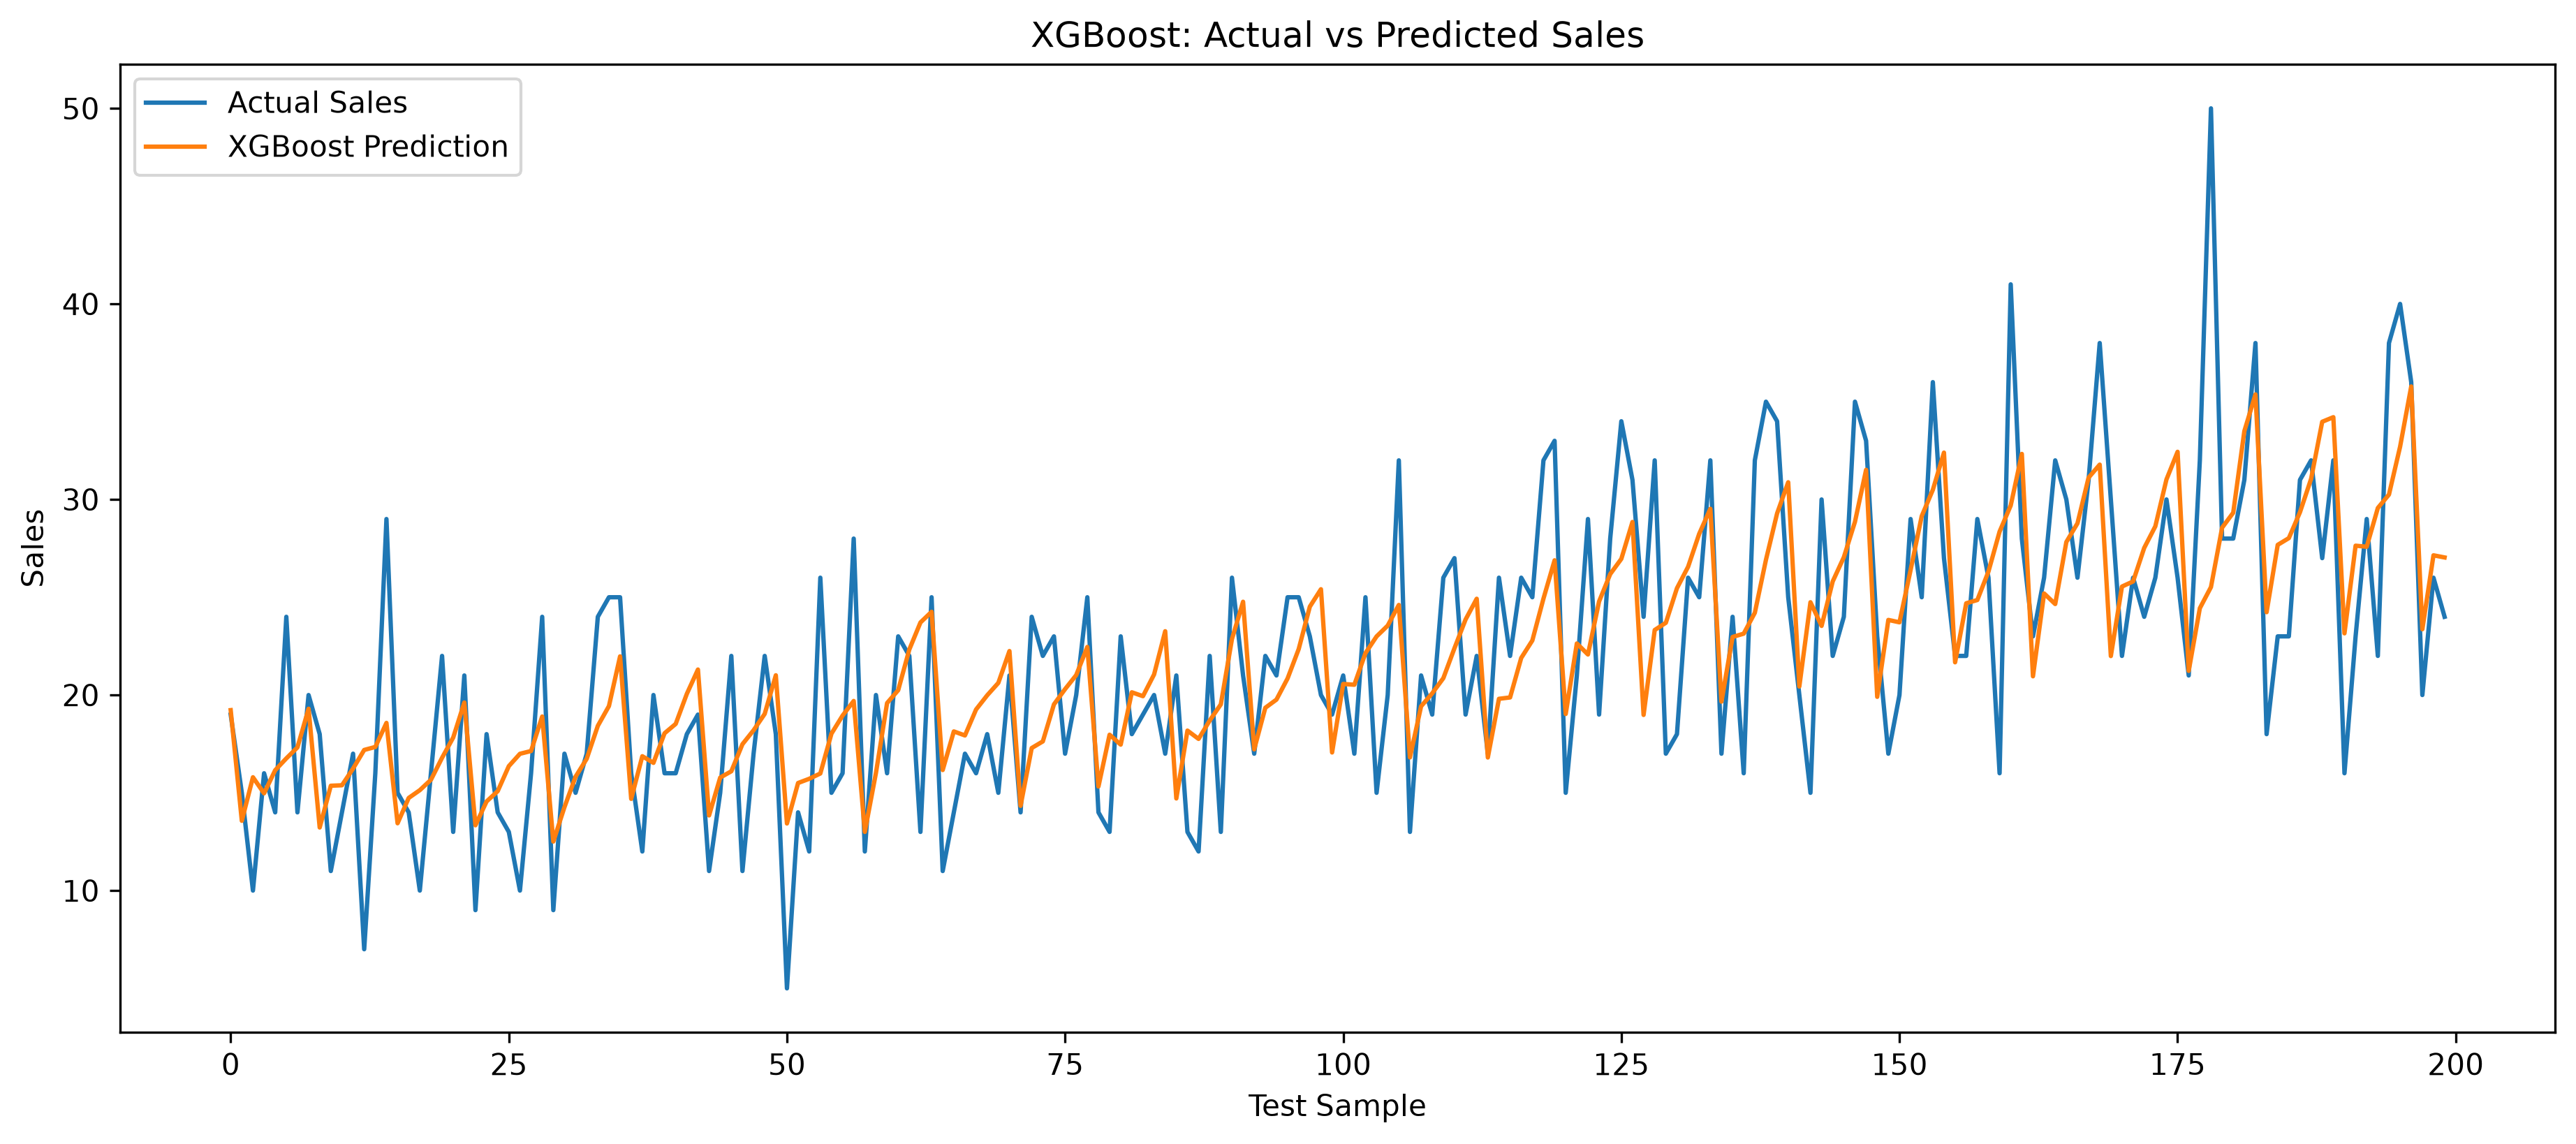 XGBoost: Actual vs Predicted Sales
Actual Sales
XGBoost Prediction
50
40
30
20
10
Sales
0 25 50 75 100 125 150 175 200
Test Sample